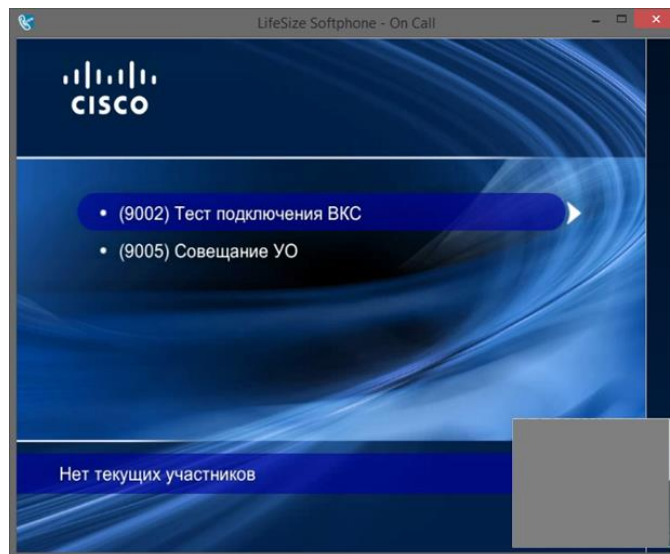 LifeSize Softphone - On Call
CISCO
• (9002) Тест подключения ВКС
• (9005) Совещание УО
Нет текущих участников